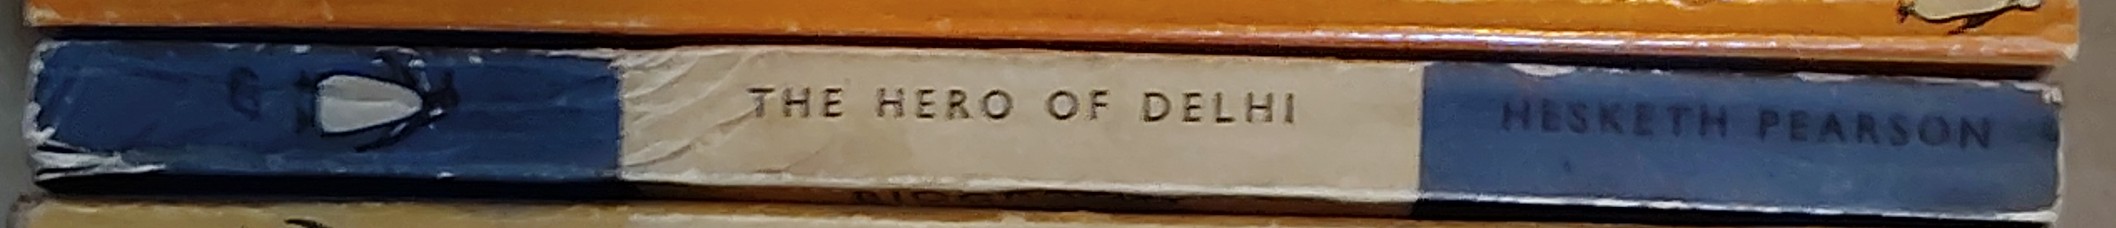 HESKETH PEARSON
THE HERO OF DELHI